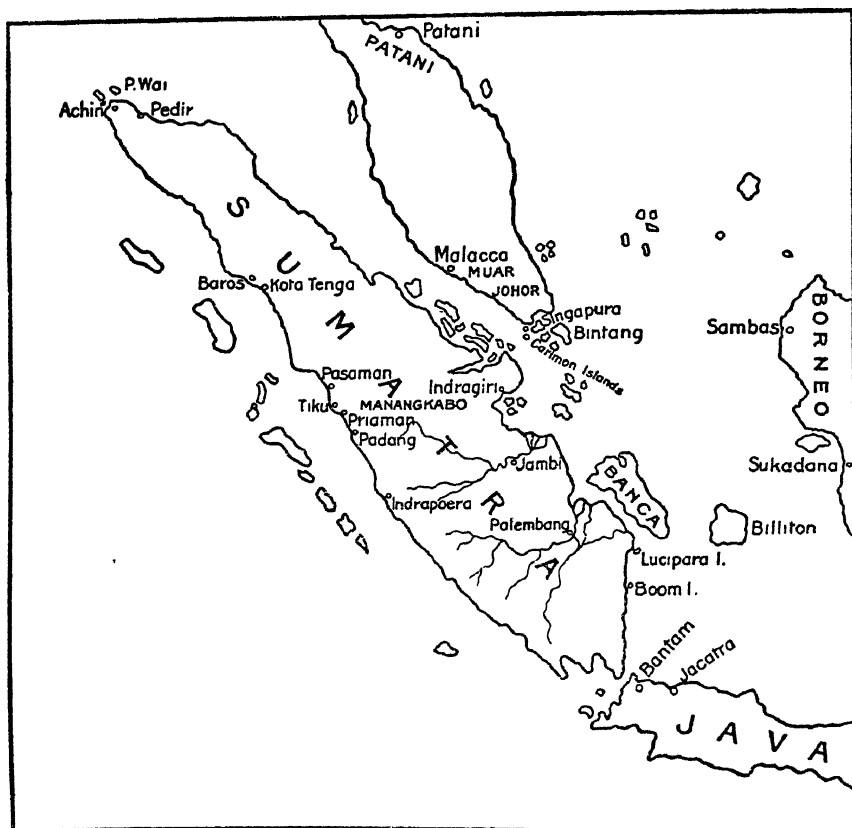 Patani
PATANI
P. Wai
Achin
Pedir
SUMATRA
Malacca
MUAR
JOHOR
Baros
Kota Tenga
Singapura
Bintang
Carimon Islands
Sambas
BORNEO
Pasaman
Indragiri
Tiku
MANANGKABO
Priaman
Padang
Jambi
Sukadana
Indrapoera
BANCA
Palembang
Billiton
Lucipara I.
Boom I.
Bantam
Jacatra
JAVA